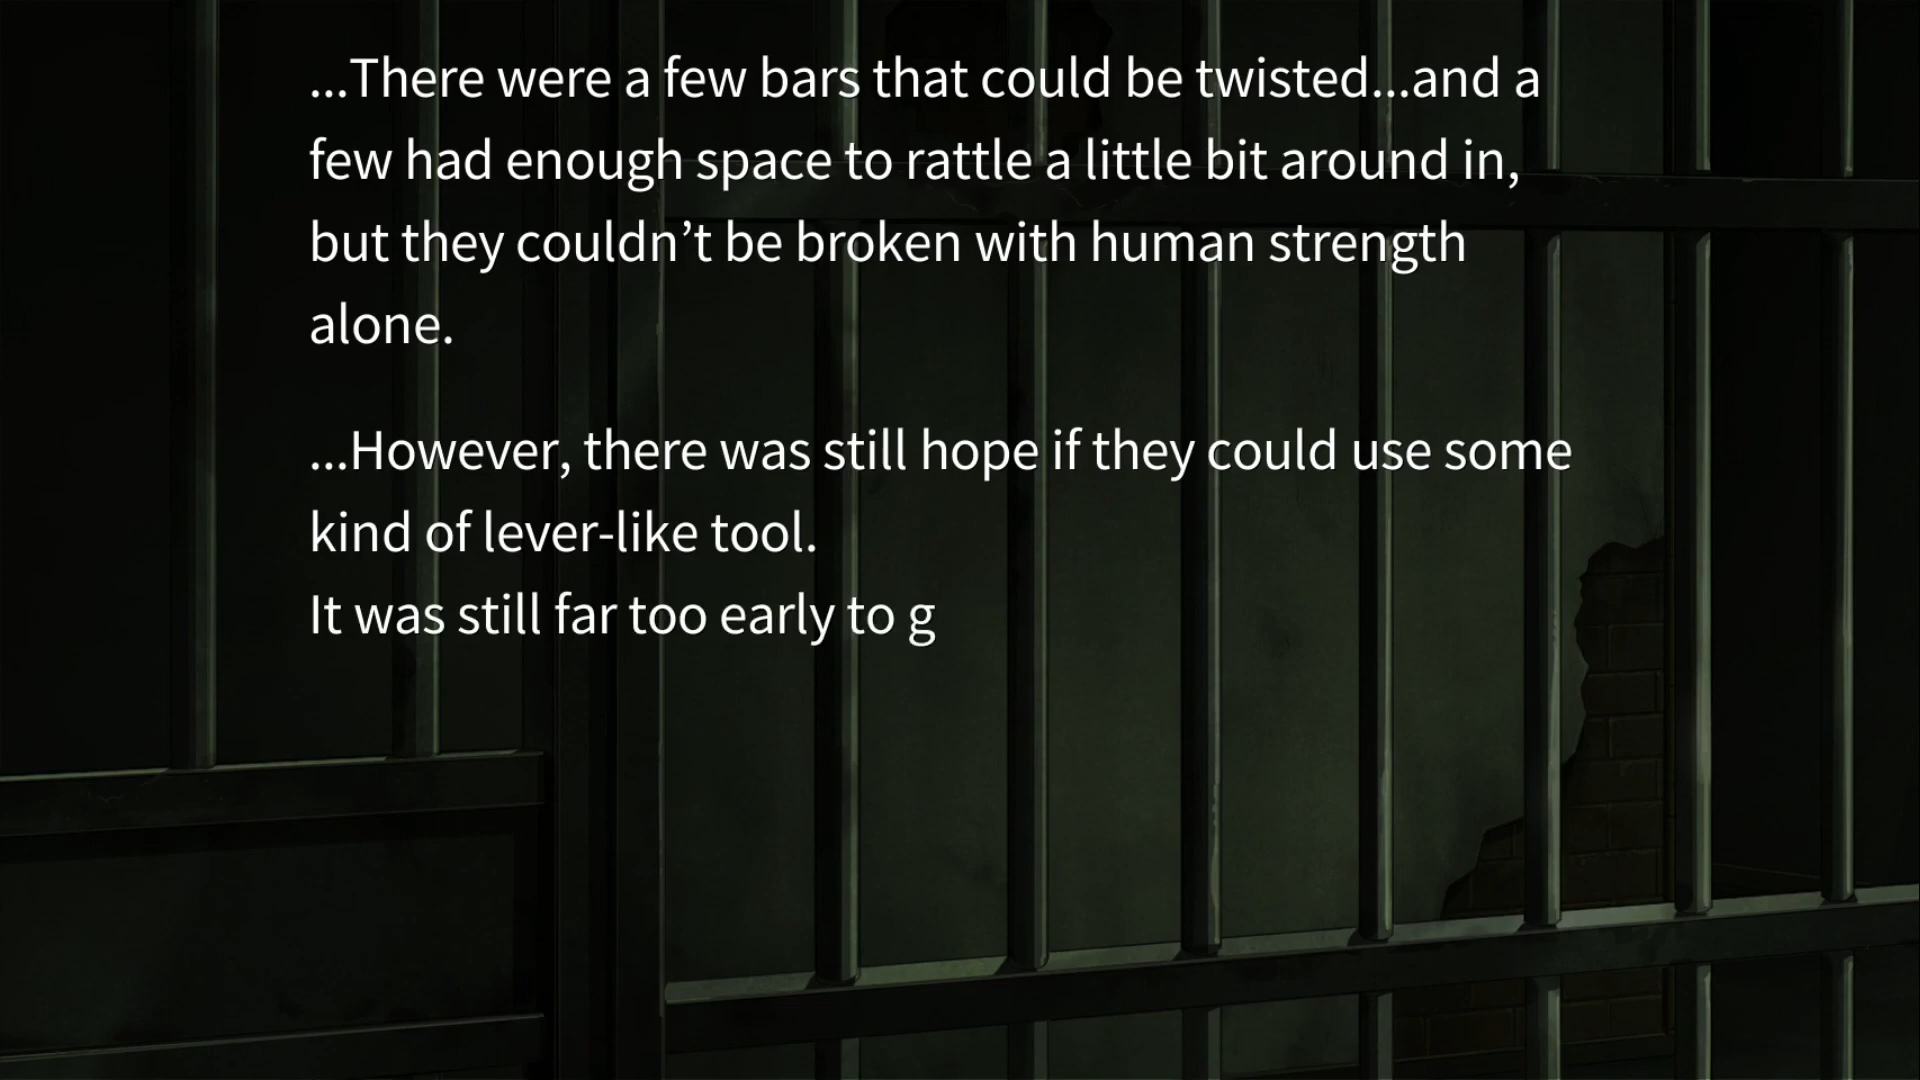 ...There were a few bars that could be twisted...and a
few had enough space to rattle a little bit around in,
but they couldn’t be broken with human strength
alone.
...However, there was still hope if they could use some
kind of lever-like tool.
It was still far too early to g